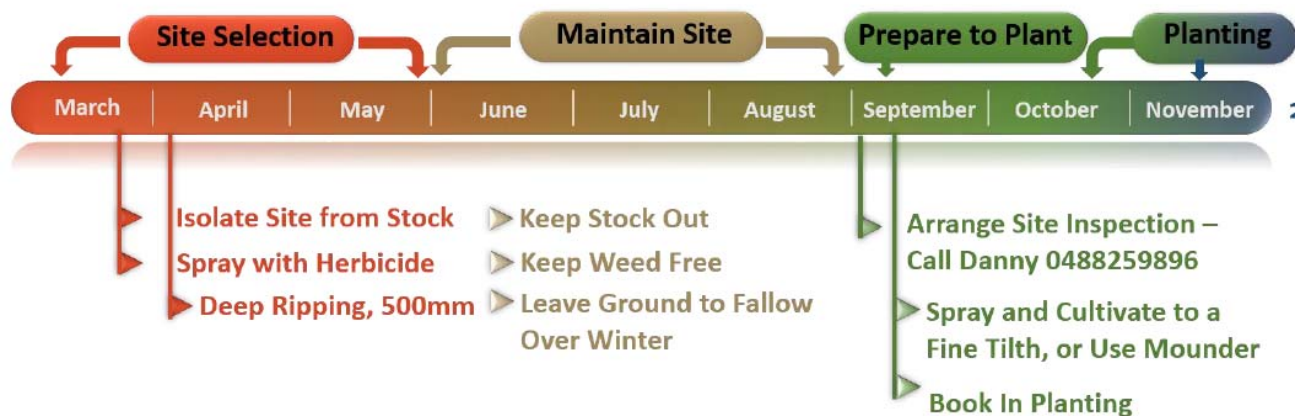 Site Selection
Maintain Site
Prepare to Plant
Planting
March
April
May
June
July
August
September
October
November
Isolate Site from Stock
Spray with Herbicide
Deep Ripping, 500mm
Keep Stock Out
Keep Weed Free
Leave Ground to Fallow
Over Winter
Arrange Site Inspection –
Call Danny 0488259896
Spray and Cultivate to a
Fine Tilth, or Use Mounder
Book In Planting